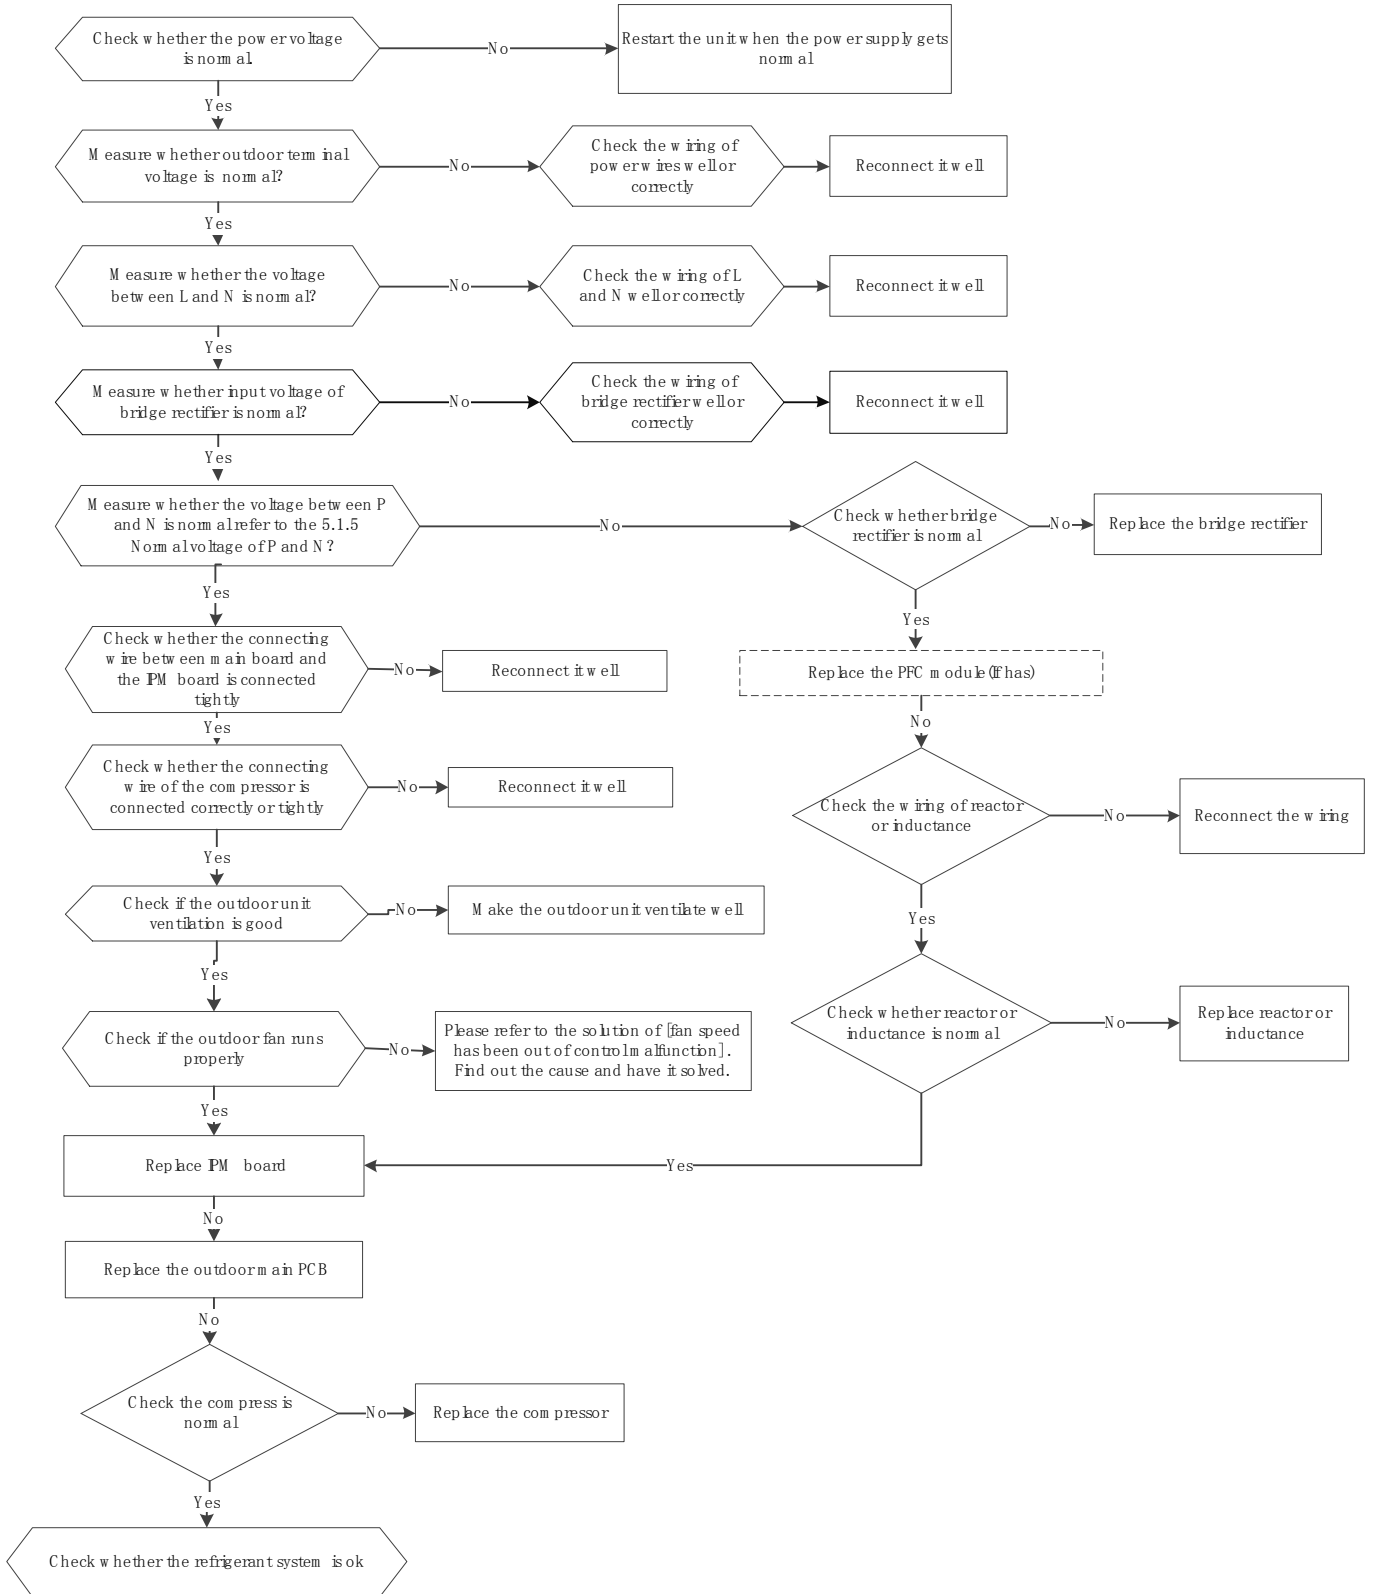 Check whether the power voltage
is normal.
No
Restart the unit when the power supply gets
normal
Yes
Measure whether outdoor terminal
voltage is normal?
No
Check the wiring of
power wires well or
correctly
Reconnect it well
Yes
Measure whether the voltage
between L and N is normal?
No
Check the wiring of L
and N well or correctly
Reconnect it well
Yes
Measure whether input voltage of
bridge rectifier is normal?
No
Check the wiring of
bridge rectifier well or
correctly
Reconnect it well
Yes
Measure whether the voltage between P
and N is normal refer to the 5.1.5
Normal voltage of P and N?
No
Check whether bridge
rectifier is normal
No
Replace the bridge rectifier
Yes
Yes
Check whether the connecting
wire between main board and
the IPM board is connected
tightly
No
Reconnect it well
Replace the PFC module (If has)
No
Yes
Check whether the connecting
wire of the compressor is
connected correctly or tightly
No
Reconnect it well
Check the wiring of reactor
or inductance
No
Reconnect the wiring
Yes
Yes
Check if the outdoor unit
ventilation is good
No
Make the outdoor unit ventilate well
Yes
Check whether reactor or
inductance is normal
No
Replace reactor or
inductance
Check if the outdoor fan runs
properly
No
Please refer to the solution of [fan speed
has been out of control malfunction].
Find out the cause and have it solved.
Yes
Replace IPM board
Yes
No
Replace the outdoor main PCB
No
Check the compress is
normal
No
Replace the compressor
Yes
Check whether the refrigerant system is ok